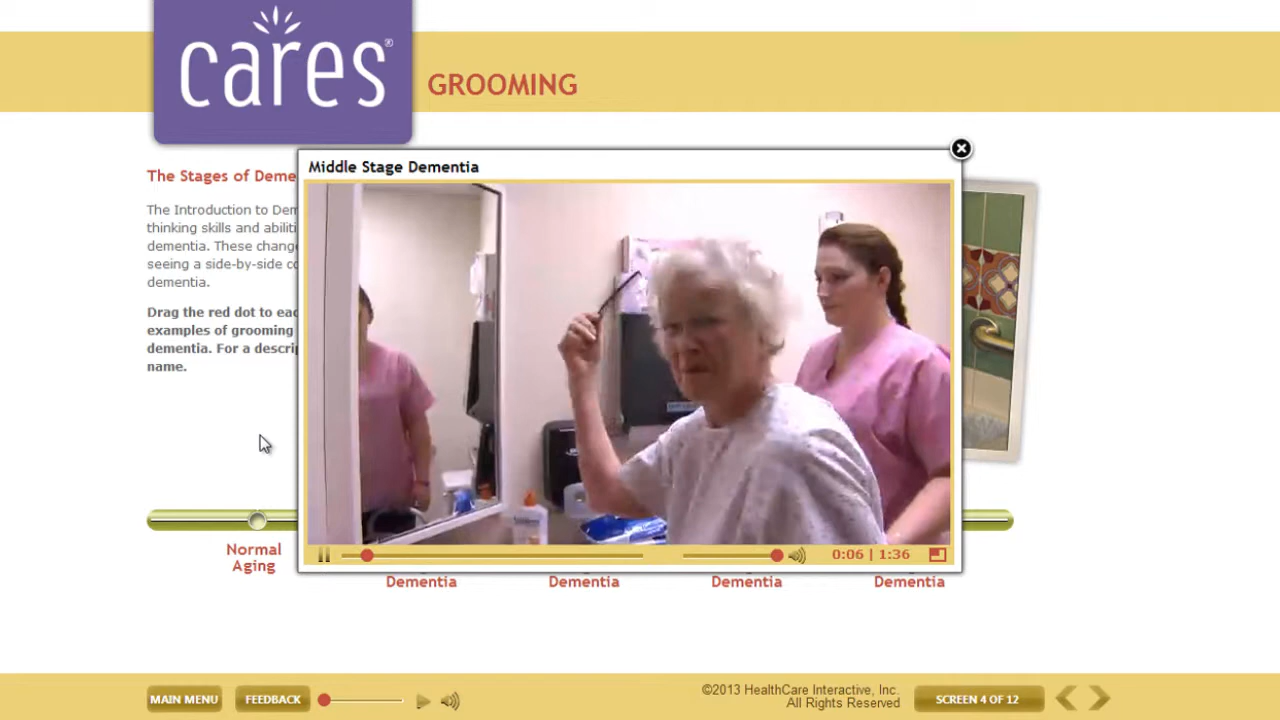 cares®
GROOMING
Middle Stage Dementia
The Stages of Deme
The Introduction to Dem
thinking skills and abiliti
dementia. These change
seeing a side-by-side co
dementia.
Drag the red dot to eac
examples of grooming
dementia. For a descrip
name.
0:06 | 1:36
Normal
Aging
Dementia
Dementia
Dementia
Dementia
MAIN MENU
FEEDBACK
©2013 HealthCare Interactive, Inc.
All Rights Reserved
SCREEN 4 OF 12